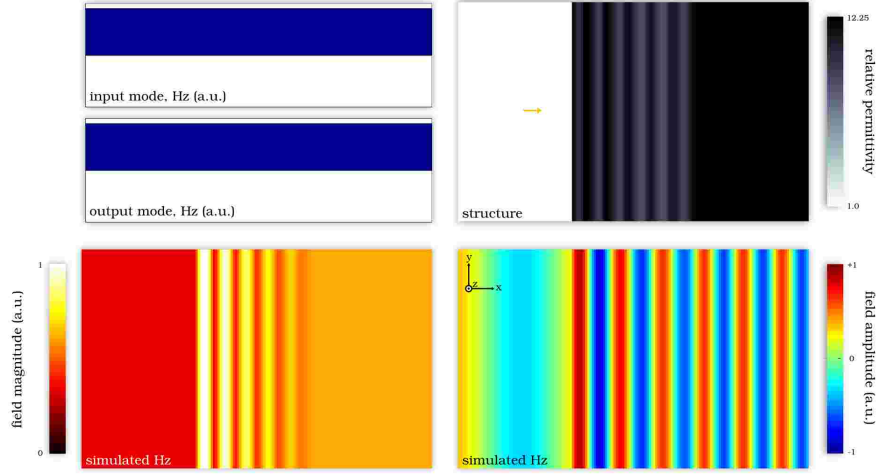 input mode, Hz (a.u.)
output mode, Hz (a.u.)
structure
12.25
1.0
relative permittivity
field magnitude (a.u.)
1
0
simulated Hz
y
z
x
simulated Hz
+1
0
-1
field amplitude (a.u.)